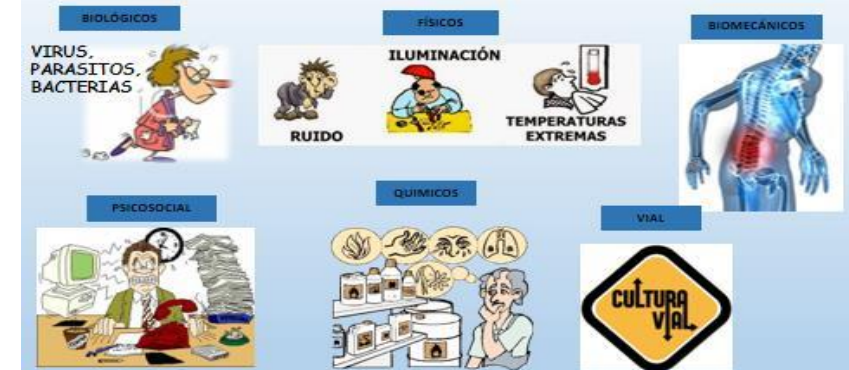 BIOLÓGICOS
FÍSICOS
BIOMECÁNICOS
VIRUS,
PARASITOS,
BACTERIAS
ILUMINACIÓN
RUIDO
TEMPERATURAS
EXTREMAS
PSICOSOCIAL
QUIMICOS
VIAL
CULTURA
VIAL